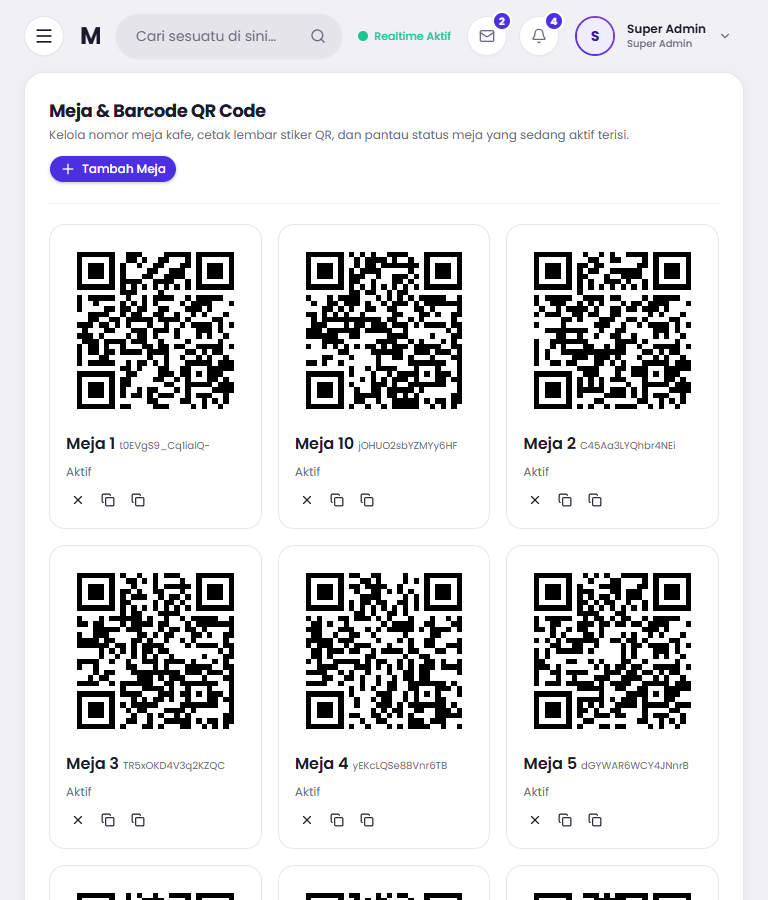 M
Cari sesuatu di sini...
Realtime Aktif
2
4
S
Super Admin
Super Admin
Meja & Barcode QR Code
Kelola nomor meja kafe, cetak lembar stiker QR, dan pantau status meja yang sedang aktif terisi.
Tambah Meja
Meja 1 t0EVgS9_Cq1iaIQ-
Aktif
Meja 10 jOHUO2sbYZMYy6HF
Aktif
Meja 2 C45Aa3LYQhbr4NEi
Aktif
Meja 3 TR5xOKD4V3q2KZQC
Aktif
Meja 4 yEKcLQSe88Vnr6TB
Aktif
Meja 5 dGYWAR6WCY4JNnrB
Aktif